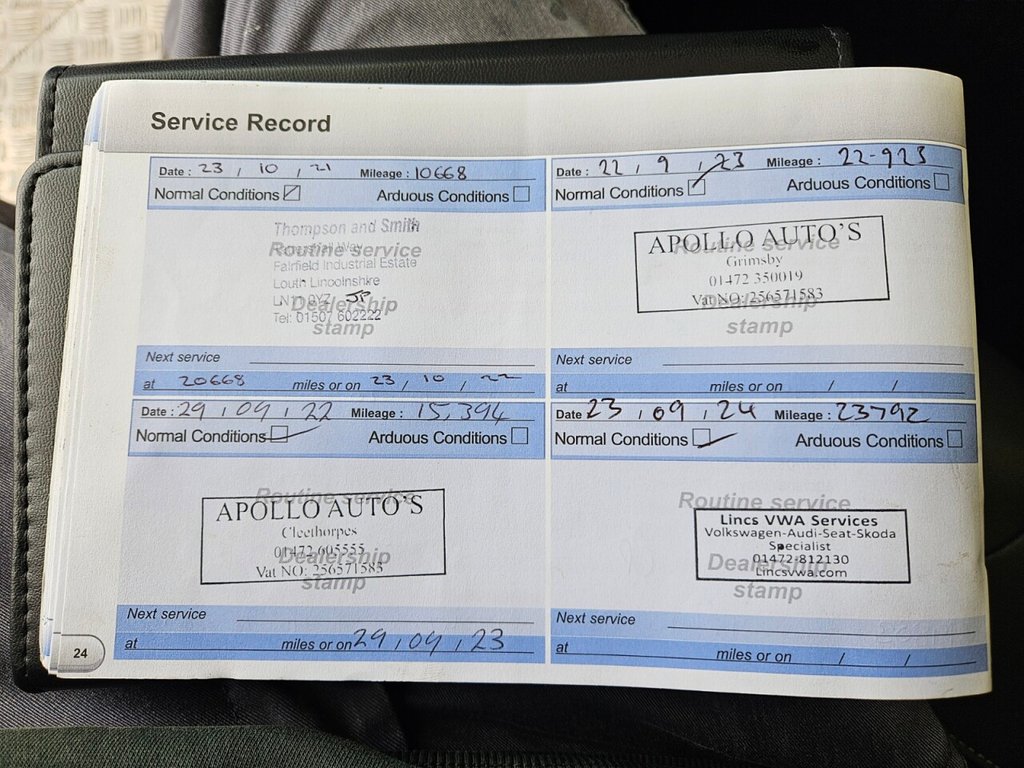 Service Record
Date : 23 / 10 / 21 Mileage : 10668
Normal Conditions Arduous Conditions
Thompson and Smith
Routine service
Fairfield Industrial Estate
Louth Lincolnshire
Dealership
Tel: 01507 602222
stamp
Next service
at 20668 miles or on 23 / 10 / 22
Date : 22 / 9 / 23 Mileage : 22-923
Normal Conditions Arduous Conditions
APOLLO AUTO'S
Routine service
Grimsby
01472 350019
Vat NO: 256571583
Dealership
stamp
Next service
at miles or on / /
Date : 29 / 09 / 22 Mileage : 15,394
Normal Conditions Arduous Conditions
Routine service
APOLLO AUTO'S
Cleethorpes
01472 605555
Dealership
Vat NO: 256571583
stamp
Next service
at miles or on 29 / 09 / 23
Date 23 / 09 / 24 Mileage : 23792
Normal Conditions Arduous Conditions
Routine service
Lincs VWA Services
Volkswagen-Audi-Seat-Skoda
Specialist
01472-812130
Dealership
Lincsvwa.com
stamp
Next service
at miles or on / /
24